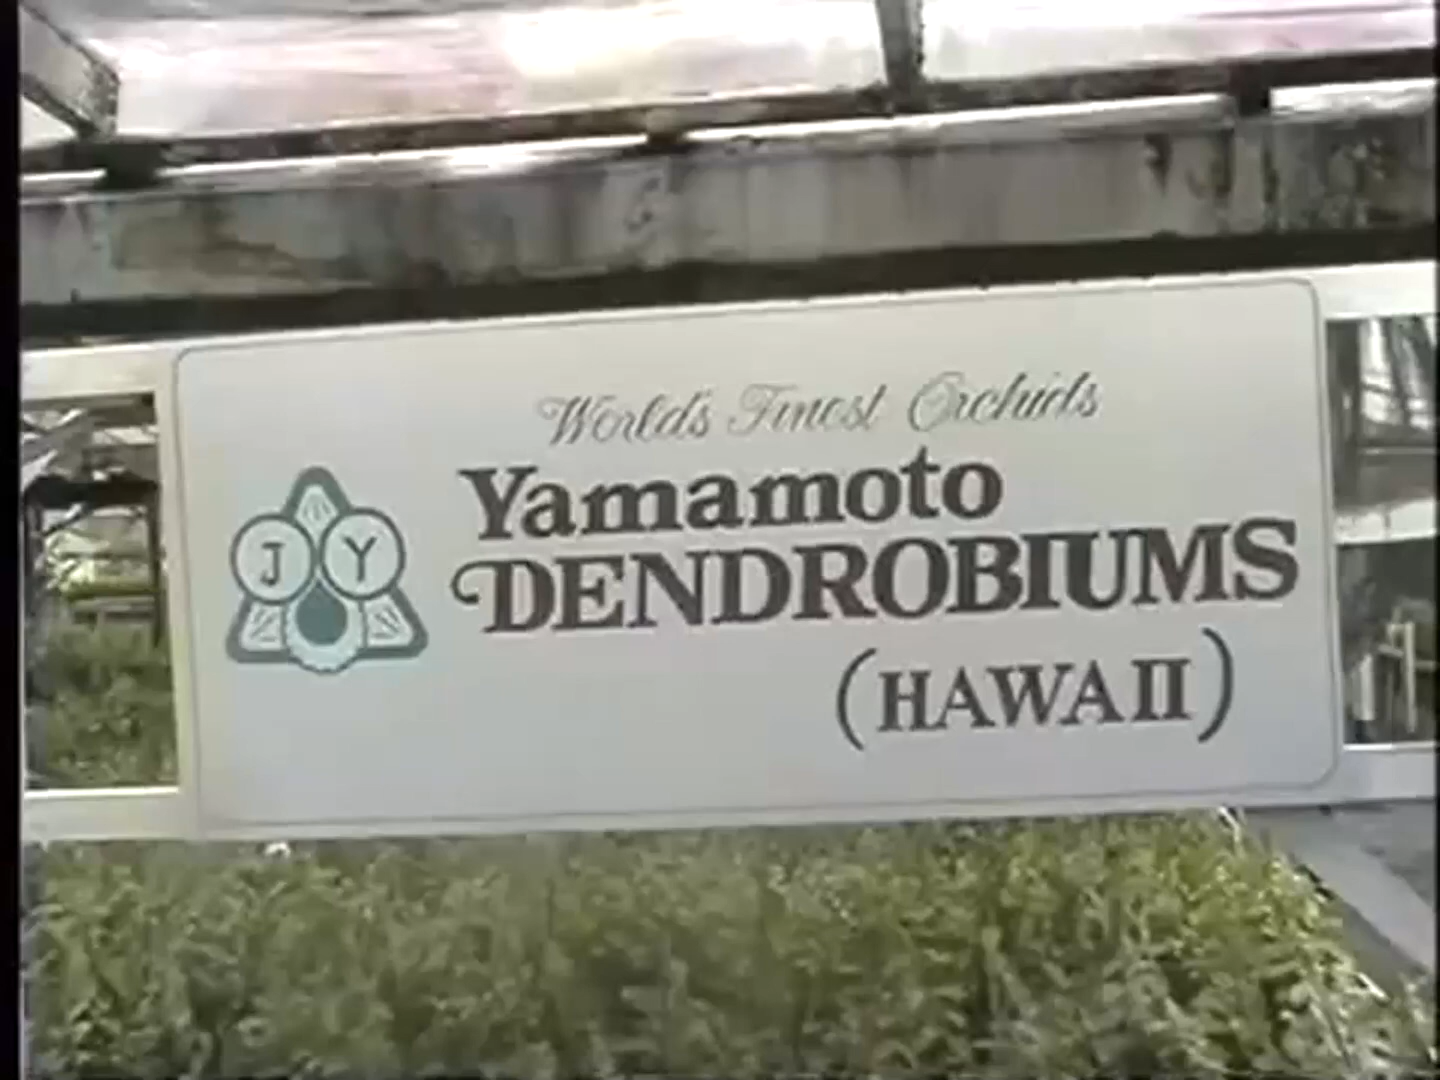 World's Finest Orchids
Yamamoto
DENDROBIUMS
(HAWAII)
J Y